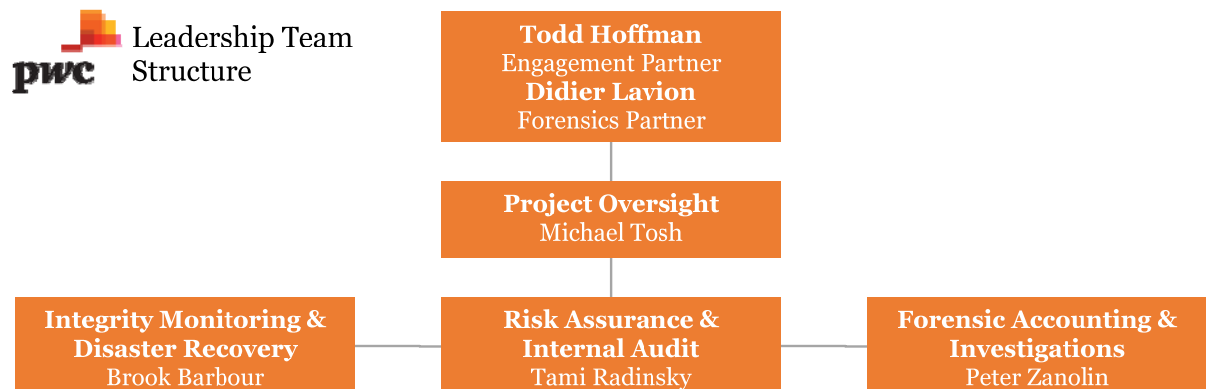 pwc
Leadership Team
Structure
Todd Hoffman
Engagement Partner
Didier Lavion
Forensics Partner
Project Oversight
Michael Tosh
Integrity Monitoring &
Disaster Recovery
Brook Barbour
Risk Assurance &
Internal Audit
Tami Radinsky
Forensic Accounting &
Investigations
Peter Zanolin